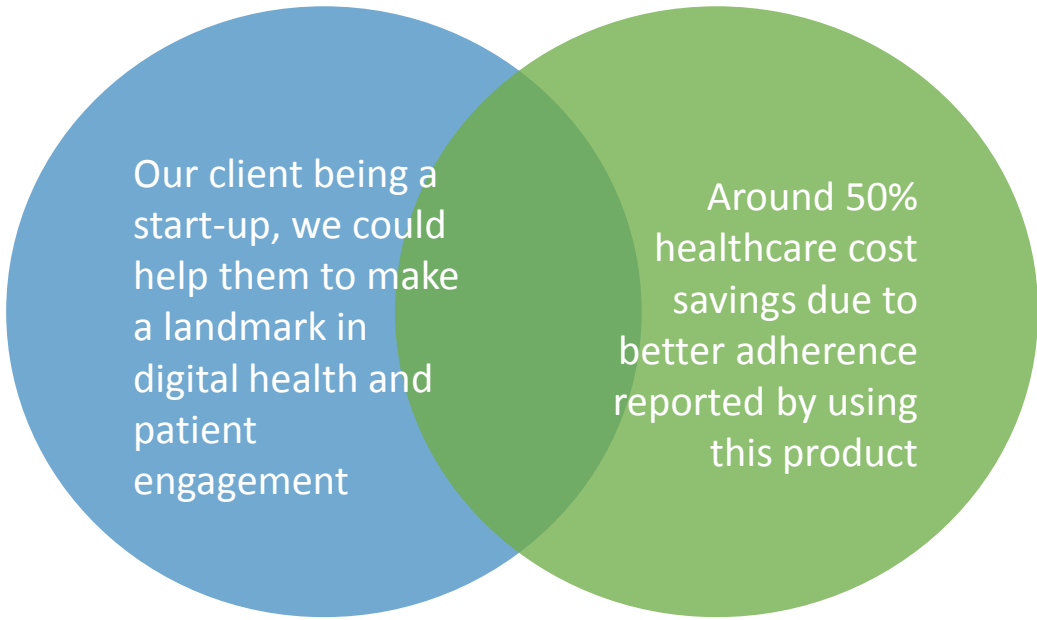 Our client being a
start-up, we could
help them to make
a landmark in
digital health and
patient
engagement
Around 50%
healthcare cost
savings due to
better adherence
reported by using
this product